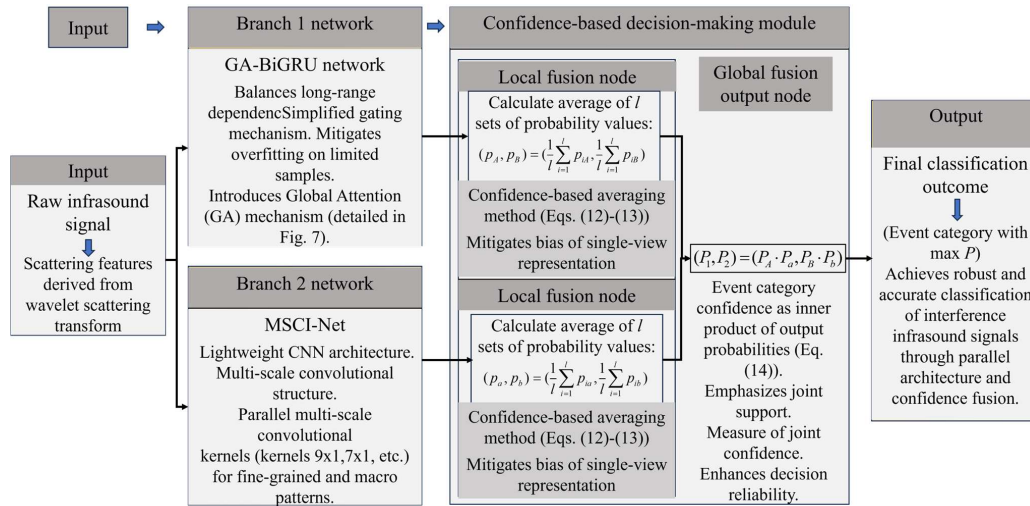 Input
Branch 1 network
Confidence-based decision-making module
Input
Raw infrasound
signal
Scattering features
derived from
wavelet scattering
transform
GA-BiGRU network
Balances long-range
dependencSimplified gating
mechanism. Mitigates
overfitting on limited
samples.
Introduces Global Attention
(GA) mechanism (detailed in
Fig. 7).
Branch 2 network
MSCI-Net
Lightweight CNN architecture.
Multi-scale convolutional
structure.
Parallel multi-scale
convolutional
kernels (kernels 9x1,7x1, etc.)
for fine-grained and macro
patterns.
Local fusion node
Calculate average of l
sets of probability values:
(p_A, p_B) = (\frac{1}{l}\sum_{i=1}^{l} p_{iA}, \frac{1}{l}\sum_{i=1}^{l} p_{iB})
Confidence-based averaging
method (Eqs. (12)-(13))
Mitigates bias of single-view
representation
Local fusion node
Calculate average of l
sets of probability values:
(p_a, p_b) = (\frac{1}{l}\sum_{i=1}^{l} p_{ia}, \frac{1}{l}\sum_{i=1}^{l} p_{ib})
Confidence-based averaging
method (Eqs. (12)-(13))
Mitigates bias of single-view
representation
Global fusion
output node
(P_1, P_2) = (P_A · P_a, P_B · P_b)
Event category
confidence as inner
product of output
probabilities (Eq.
(14)).
Emphasizes joint
support.
Measure of joint
confidence.
Enhances decision
reliability.
Output
Final classification
outcome
(Event category with
max P)
Achieves robust and
accurate classification
of interference
infrasound signals
through parallel
architecture and
confidence fusion.